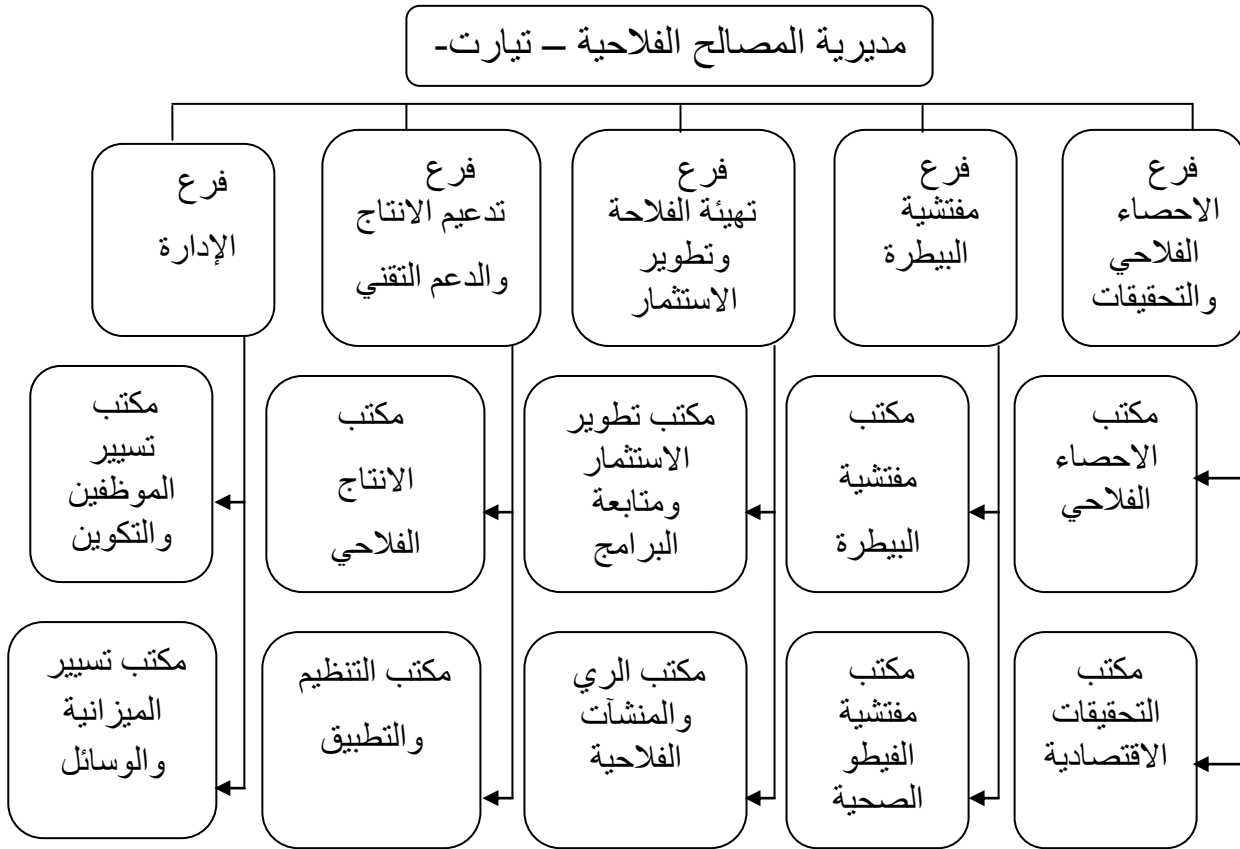 مديرية المصالح الفلاحية – تيارت-
فرع
الاحصاء
الفلاحي
والتحقيقات
فرع
مفتشية
البيطرة
فرع
تهيئة الفلاحة
وتطوير
الاستثمار
فرع
تدعيم الانتاج
والدعم التقني
فرع
الإدارة
مكتب
الاحصاء
الفلاحي
مكتب
مفتشية
البيطرة
مكتب تطوير
الاستثمار
ومتابعة
البرامج
مكتب
الانتاج
الفلاحي
مكتب
تسيير
الموظفين
والتكوين
مكتب
التحقيقات
الاقتصادية
مكتب
مفتشية
الفيطو
الصحية
مكتب الري
والمنشآت
الفلاحية
مكتب التنظيم
والتطبيق
مكتب تسيير
الميزانية
والوسائل